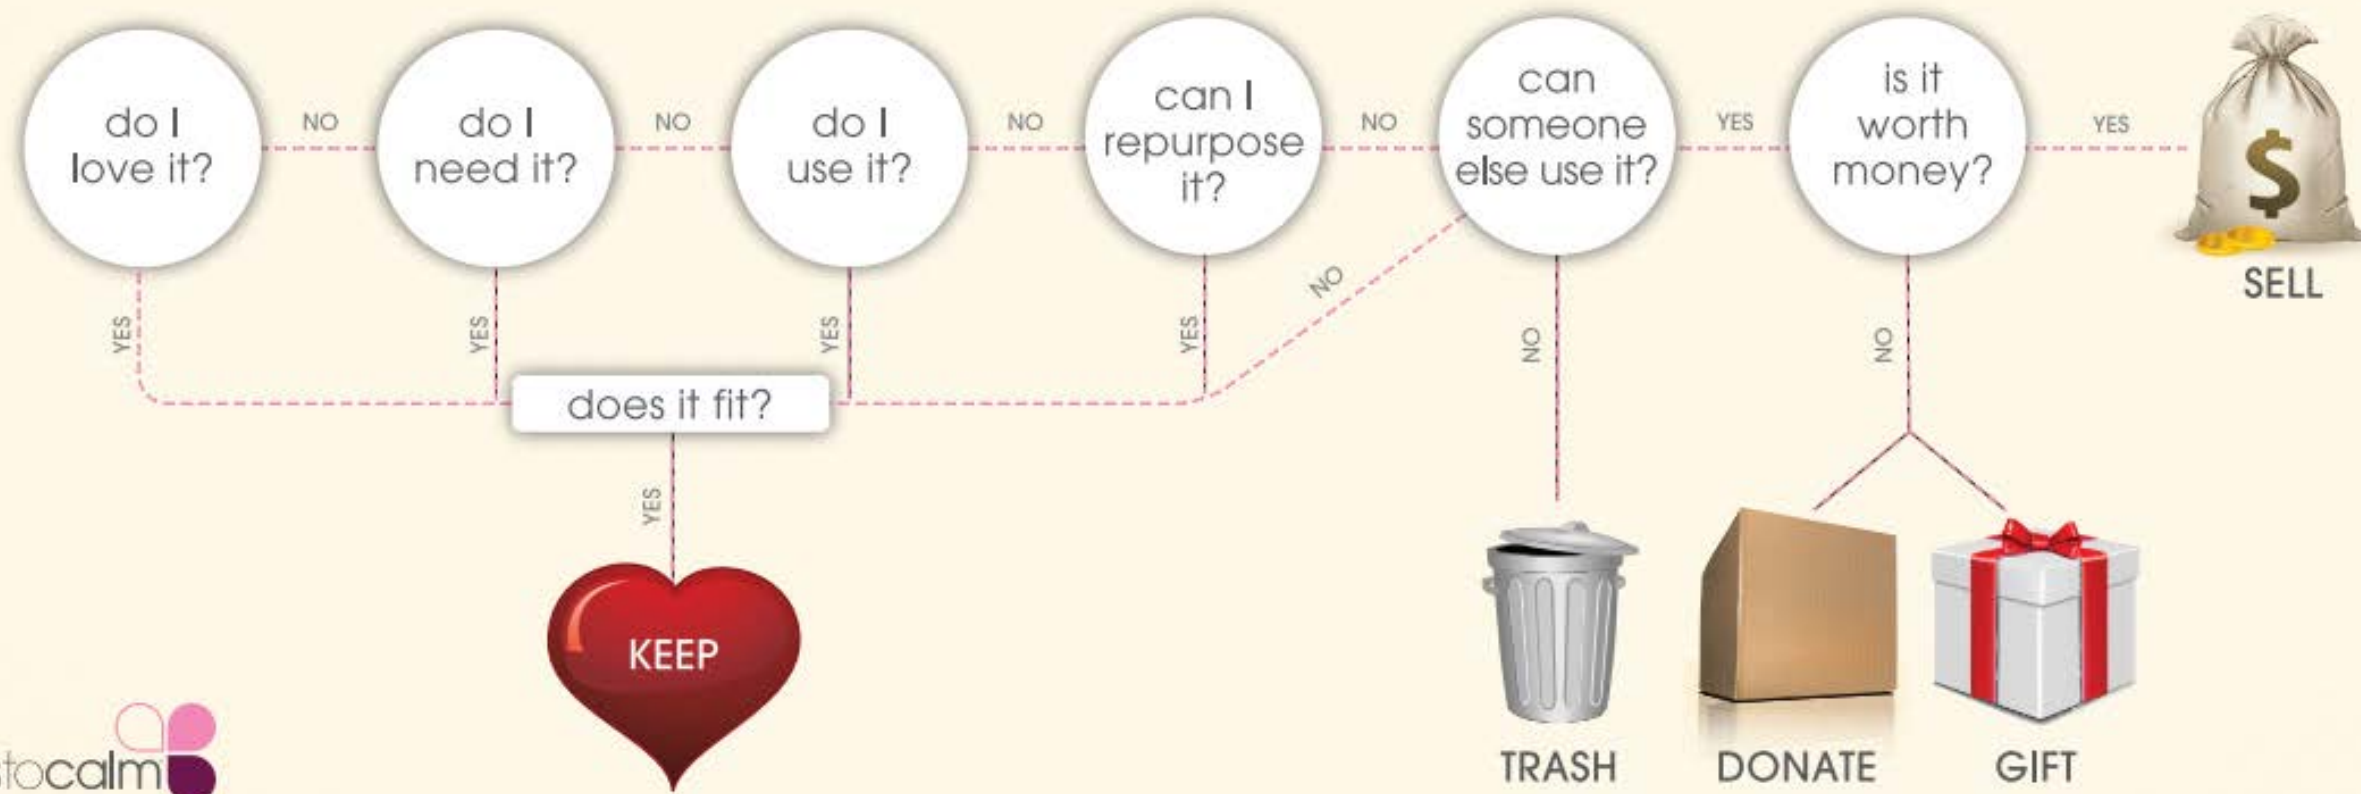 do I
love it?
NO
do I
need it?
NO
do I
use it?
NO
can I
repurpose
it?
NO
can
someone
else use it?
YES
is it
worth
money?
YES
$
SELL
YES
YES
YES
YES
NO
NO
NO
does it fit?
YES
KEEP
TRASH
DONATE
GIFT
tocalm